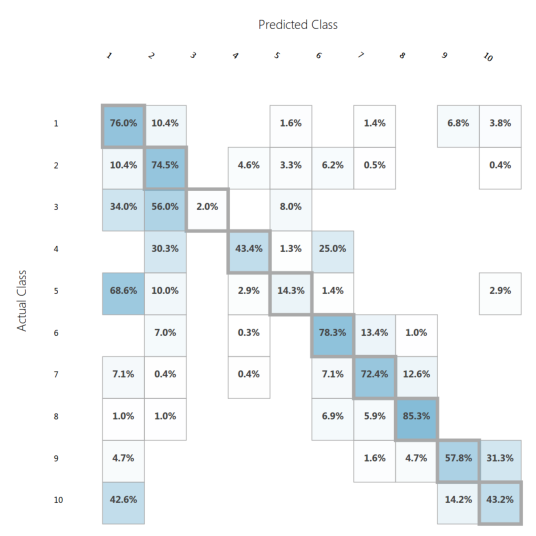 Predicted Class
1 2 3 4 5 6 7 8 9 10
1 76.0% 10.4% 1.6% 1.4% 6.8% 3.8%
2 10.4% 74.5% 4.6% 3.3% 6.2% 0.5% 0.4%
3 34.0% 56.0% 2.0% 8.0%
4 30.3% 43.4% 1.3% 25.0%
Actual Class
5 68.6% 10.0% 2.9% 14.3% 1.4% 2.9%
6 7.0% 0.3% 78.3% 13.4% 1.0%
7 7.1% 0.4% 0.4% 7.1% 72.4% 12.6%
8 1.0% 1.0% 6.9% 5.9% 85.3%
9 4.7% 1.6% 4.7% 57.8% 31.3%
10 42.6% 14.2% 43.2%